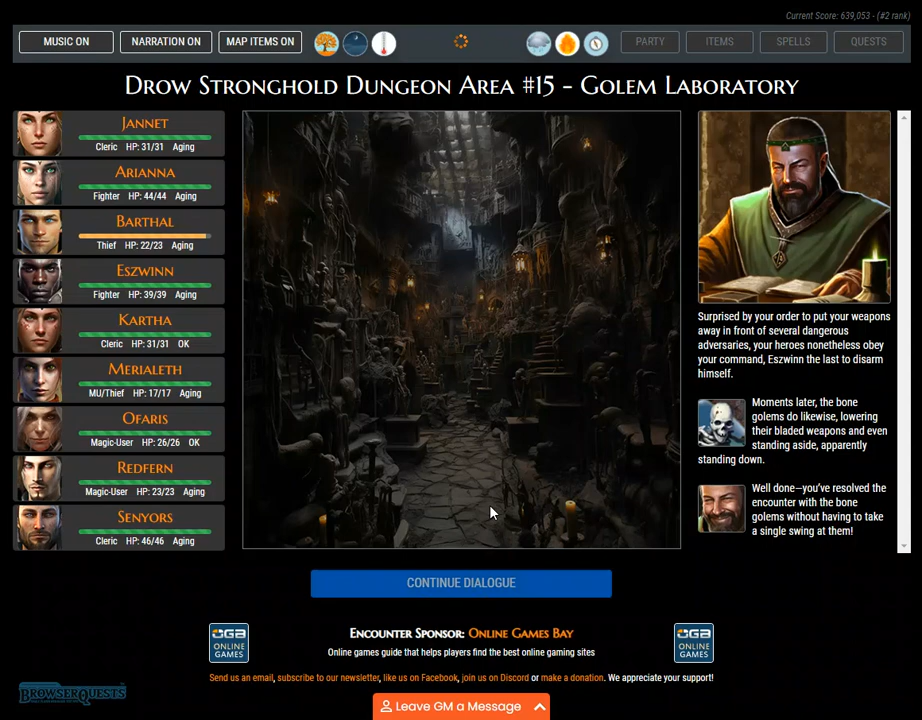 Current Score: 639,053 - (#2 rank)
MUSIC ON
NARRATION ON
MAP ITEMS ON
PARTY
ITEMS
SPELLS
QUESTS
Drow Stronghold Dungeon Area #15 - Golem Laboratory
Jannet
Cleric HP: 31/31 Aging
Arianna
Fighter HP: 44/44 Aging
Barthal
Thief HP: 22/23 Aging
Eszwinn
Fighter HP: 39/39 Aging
Kartha
Cleric HP: 31/31 OK
Merialeth
MU/Thief HP: 17/17 Aging
Ofaris
Magic-User HP: 26/26 OK
Redfern
Magic-User HP: 23/23 Aging
Senyors
Cleric HP: 46/46 Aging
Surprised by your order to put your weapons
away in front of several dangerous
adversaries, your heroes nonetheless obey
your command, Eszwinn the last to disarm
himself.
Moments later, the bone
golems do likewise, lowering
their bladed weapons and even
standing aside, apparently
standing down.
Well done—you've resolved the
encounter with the bone
golems without having to take
a single swing at them!
CONTINUE DIALOGUE
OGB
ONLINE
GAMES
Encounter Sponsor: Online Games Bay
Online games guide that helps players find the best online gaming sites
OGB
ONLINE
GAMES
Send us an email, subscribe to our newsletter, like us on Facebook, join us on Discord or make a donation. We appreciate your support!
BrowserQuests
Leave GM a Message